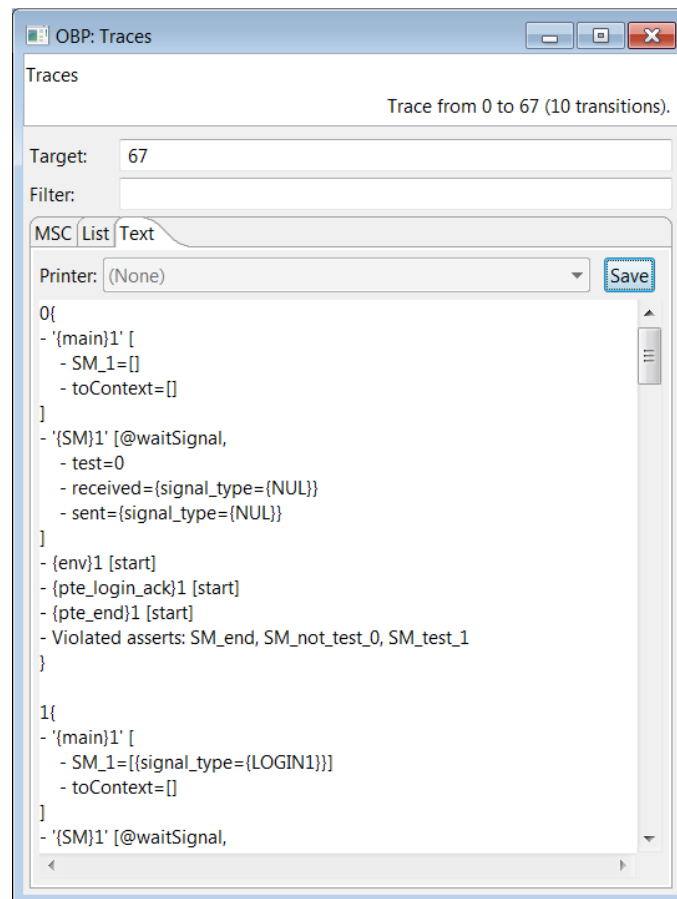 OBP: Traces
Traces
Trace from 0 to 67 (10 transitions).
Target: 67
Filter:
MSC List Text
Printer: (None) Save
0{
- '{main}1' [
- SM_1=[]
- toContext=[]
]
- '{SM}1' [@waitSignal,
- test=0
- received={signal_type={NUL}}
- sent={signal_type={NUL}}
]
- {env}1 [start]
- {pte_login_ack}1 [start]
- {pte_end}1 [start]
- Violated asserts: SM_end, SM_not_test_0, SM_test_1
}
1{
- '{main}1' [
- SM_1=[{signal_type={LOGIN1}}]
- toContext=[]
]
- '{SM}1' [@waitSignal,